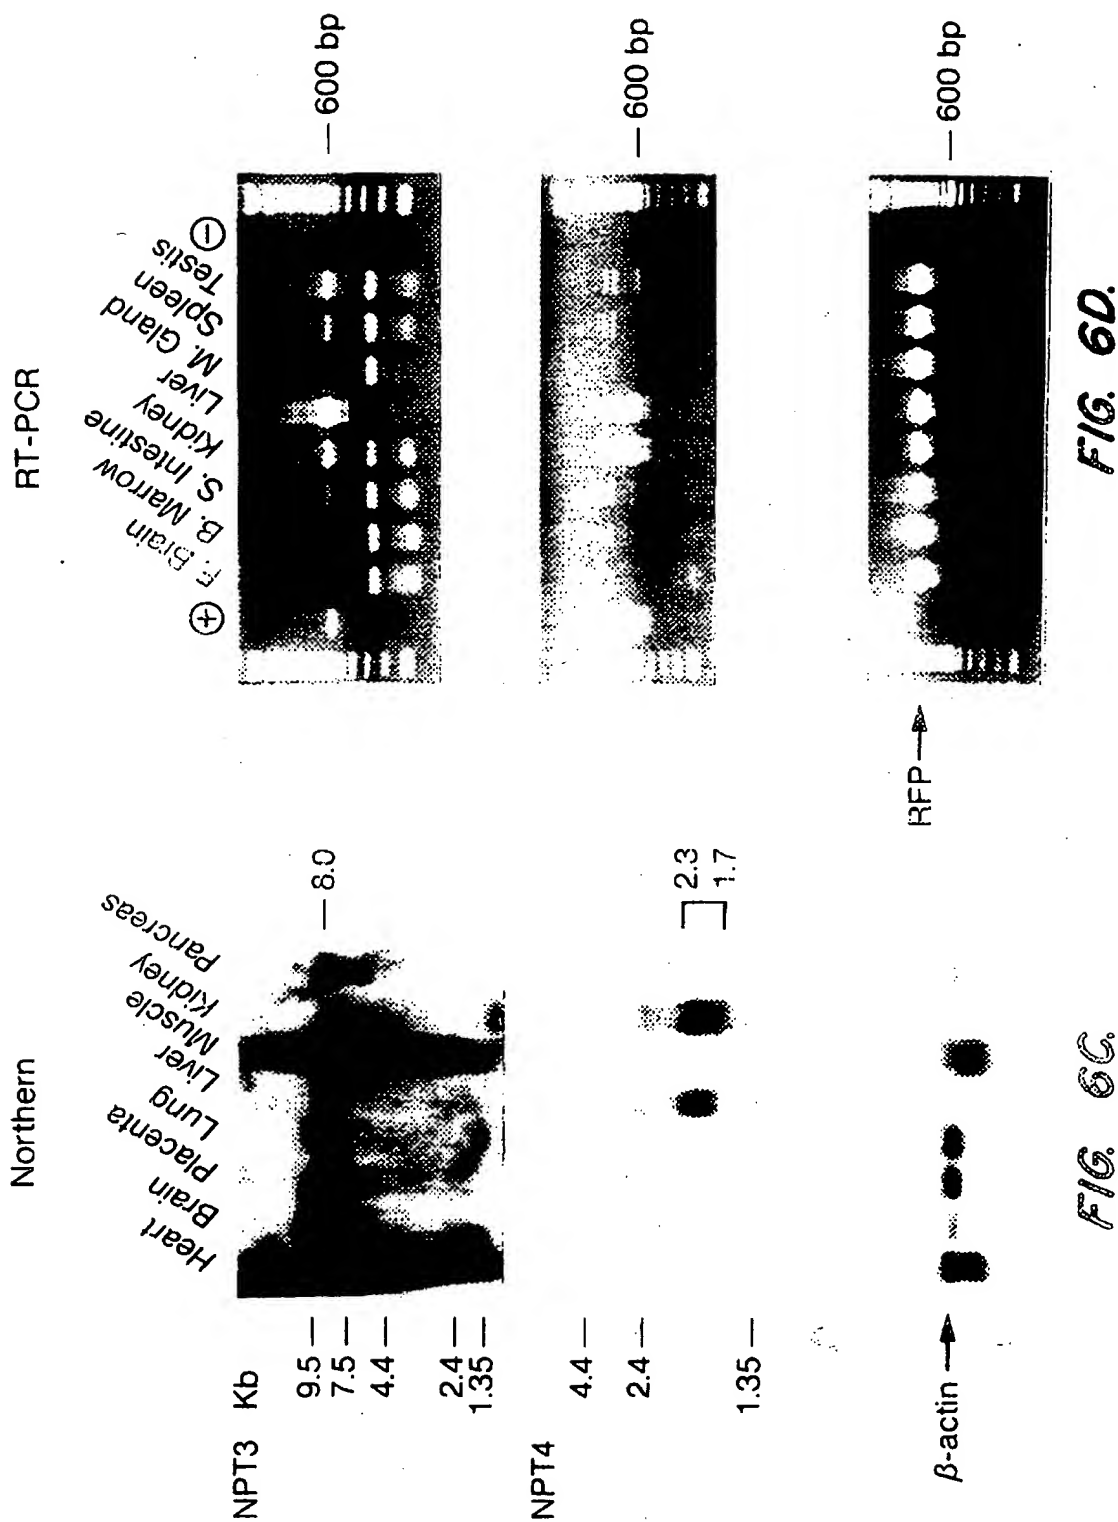 Northern
Heart
Brain
Placenta
Lung
Liver
Muscle
Kidney
Pancreas
NPT3 Kb
9.5
7.5
4.4
2.4
1.35
8.0
NPT4
4.4
2.4
1.35
2.3
1.7
β-actin
FIG. 6C.
RT-PCR
+
F. Brain
B. Marrow
S. Intestine
Kidney
Liver
M. Gland
Spleen
Testis
−
600 bp
600 bp
RFP
600 bp
FIG. 6D.